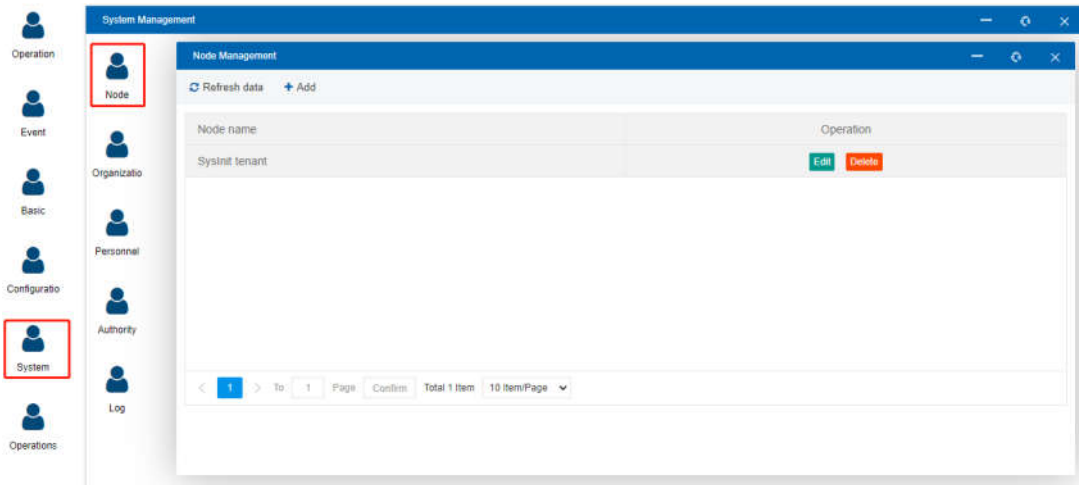 System Management
Operation
Event
Basic
Configuratio
System
Operations
Node
Organizatio
Personnel
Authority
Log
Node Management
Refresh data + Add
Node name Operation
SysInit tenant Edit Delete
< 1 > To 1 Page Confirm Total 1 Item 10 Item/Page